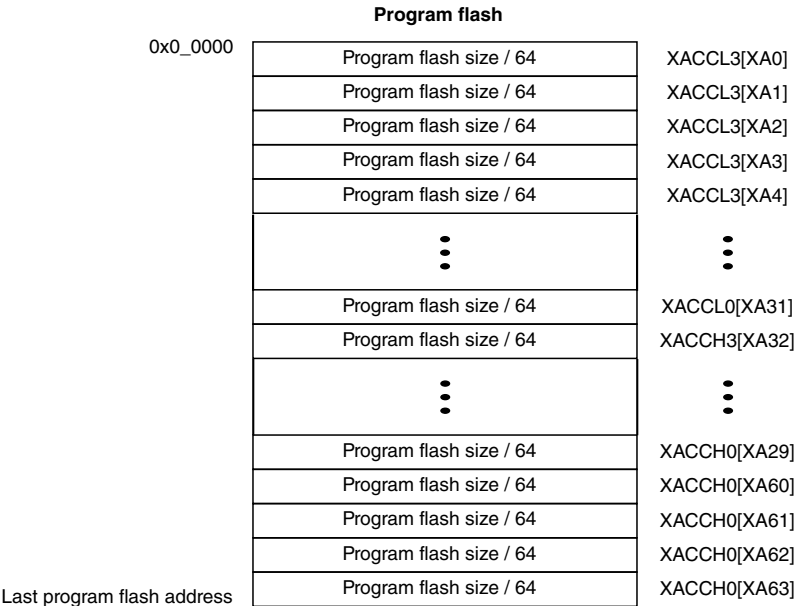 Program flash
0x0_0000
Program flash size / 64 XACCL3[XA0]
Program flash size / 64 XACCL3[XA1]
Program flash size / 64 XACCL3[XA2]
Program flash size / 64 XACCL3[XA3]
Program flash size / 64 XACCL3[XA4]
Program flash size / 64 XACCL0[XA31]
Program flash size / 64 XACCH3[XA32]
Program flash size / 64 XACCH0[XA29]
Program flash size / 64 XACCH0[XA60]
Program flash size / 64 XACCH0[XA61]
Program flash size / 64 XACCH0[XA62]
Program flash size / 64 XACCH0[XA63]
Last program flash address